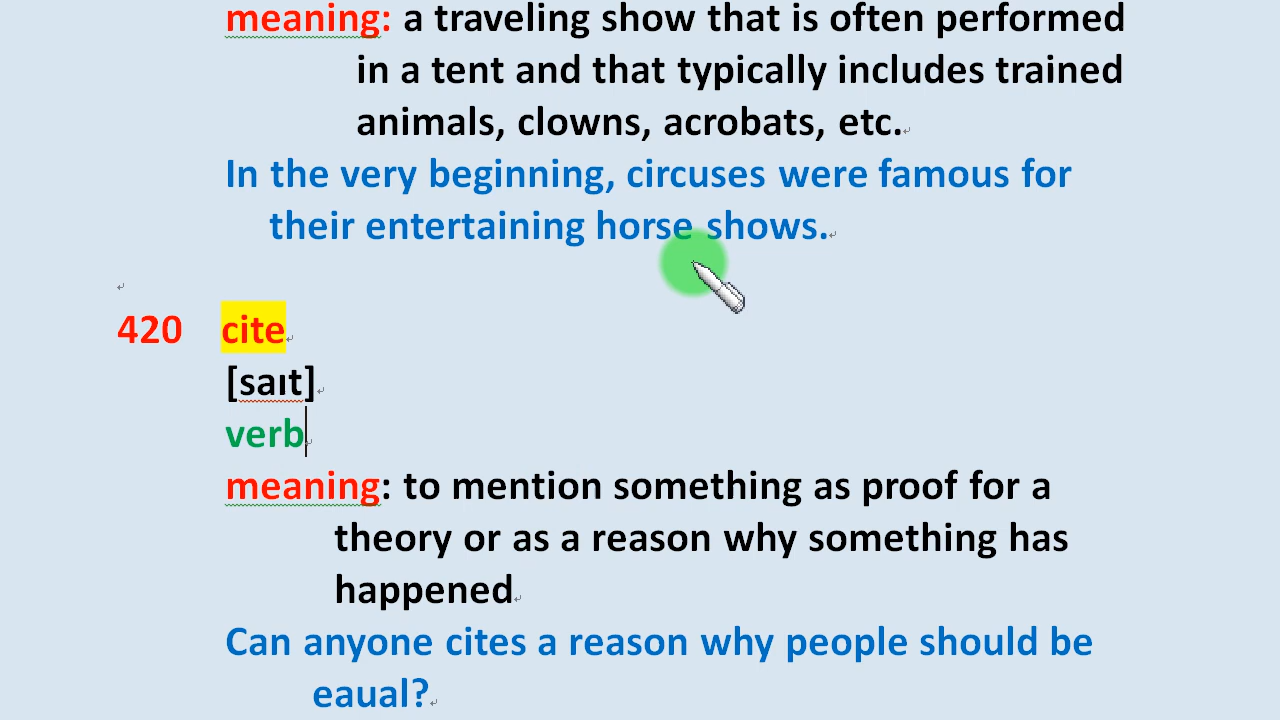 meaning: a traveling show that is often performed
in a tent and that typically includes trained
animals, clowns, acrobats, etc.
In the very beginning, circuses were famous for
their entertaining horse shows.
420 cite
[saɪt]
verb
meaning: to mention something as proof for a
theory or as a reason why something has
happened
Can anyone cites a reason why people should be
eaual?